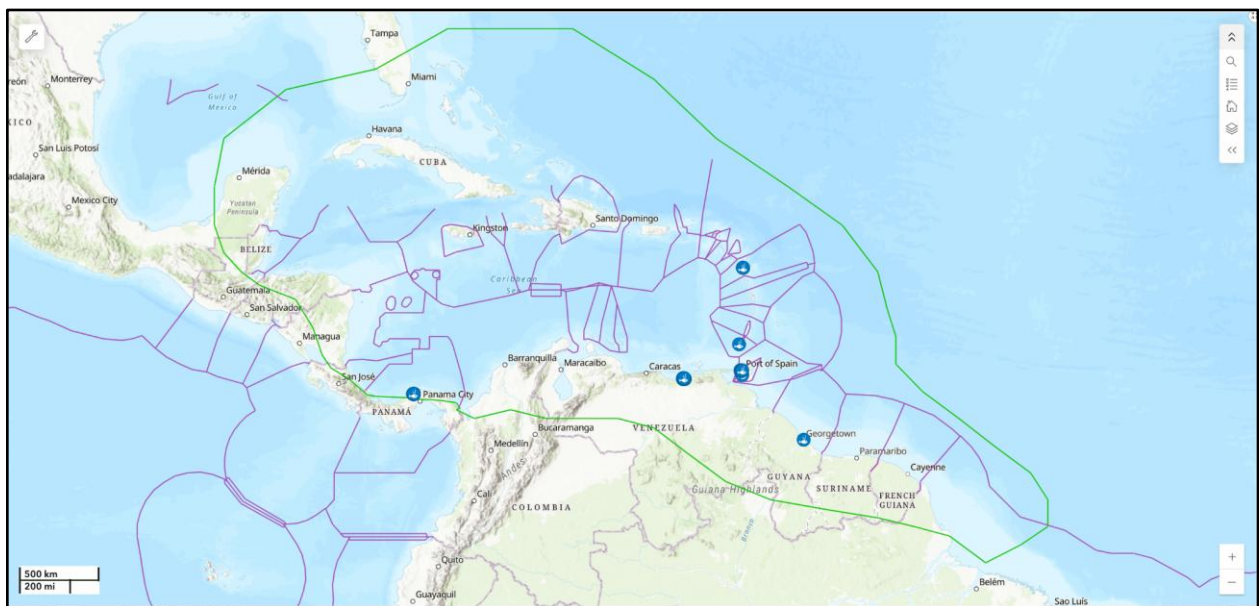 Tampa
Monterrey
Miami
Gulf of
Mexico
Havana
San Luis Potosí
Mérida
CUBA
Yucatan
Peninsula
Mexico City
Santo Domingo
Kingston
BELIZE
Caribbean
Guatemala
San Salvador
Managua
Barranquilla
Maracaibo
Caracas
Port of Spain
San José
Panama City
PANAMÁ
Bucaramanga
VENEZUELA
Georgetown
Medellín
Andes
Paramaribo
Cayenne
GUYANA
Guiana Highlands
SURINAME
FRENCH
GUIANA
Cali
COLOMBIA
Branco
Quito
500 km
200 mi
Belém
Guayaquil
São Luís